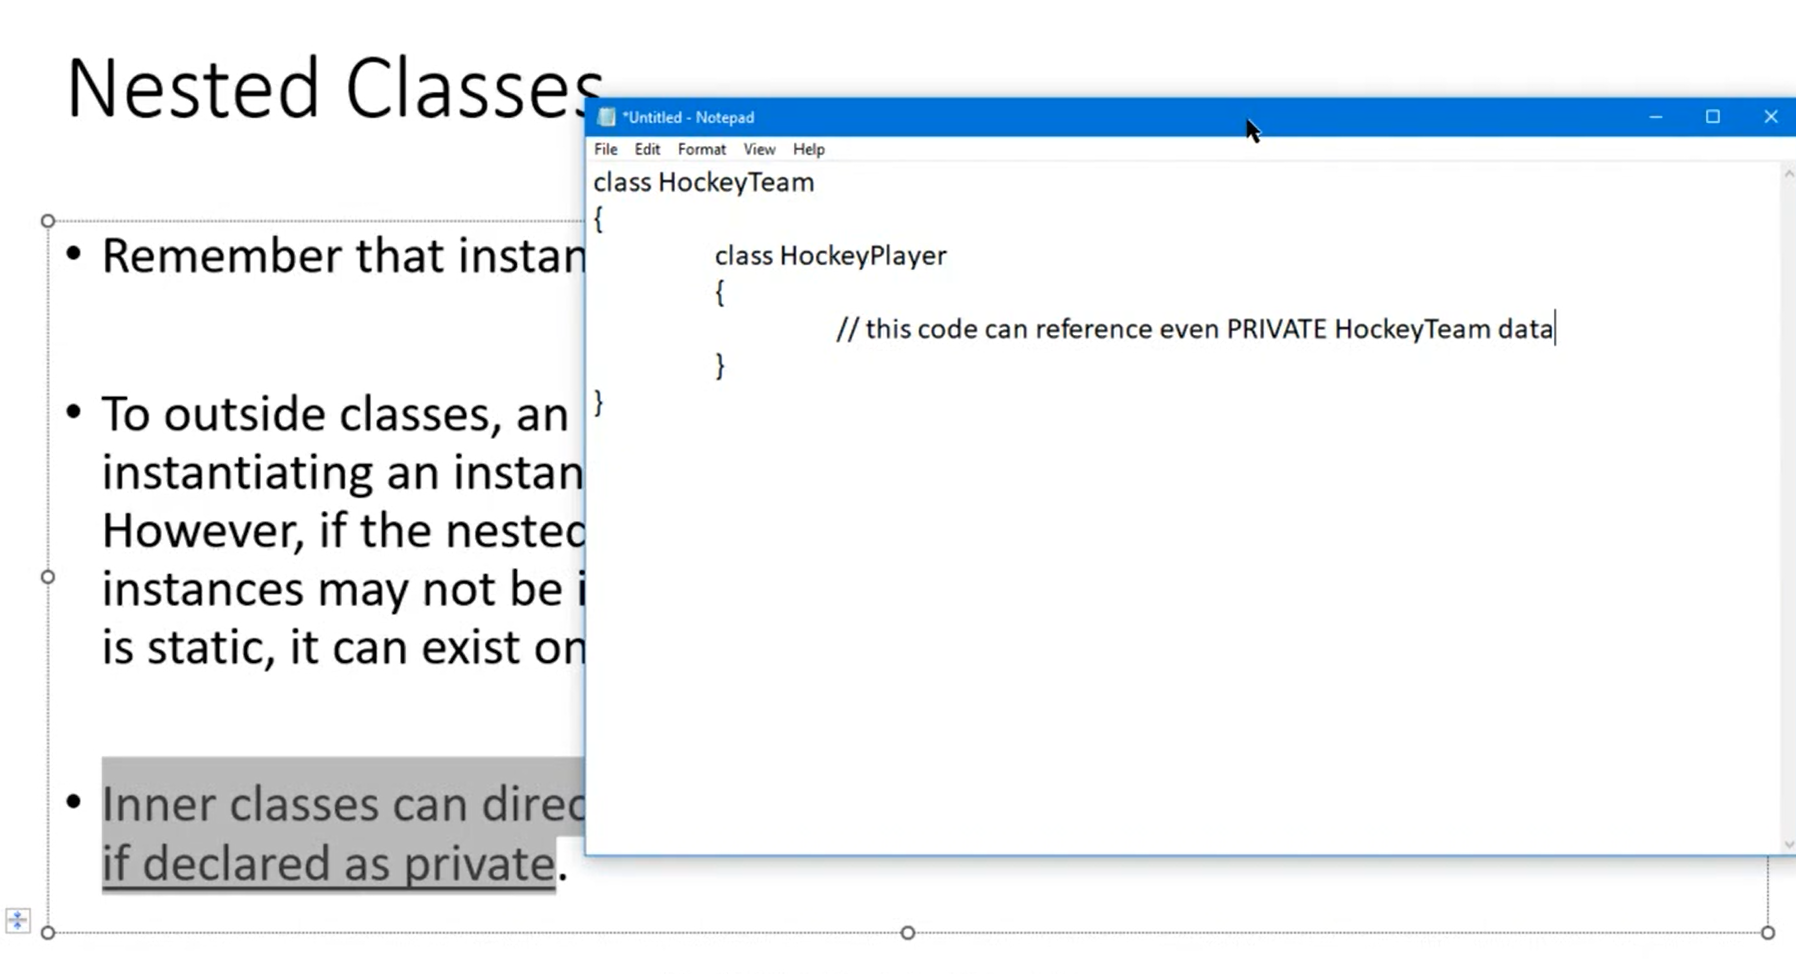 Nested Classes
*Untitled - Notepad
File Edit Format View Help
class HockeyTeam
{
class HockeyPlayer
{
// this code can reference even PRIVATE HockeyTeam data
}
}
• Remember that instan
• To outside classes, an
instantiating an instan
However, if the nested
instances may not be i
is static, it can exist on
• Inner classes can direc
if declared as private.